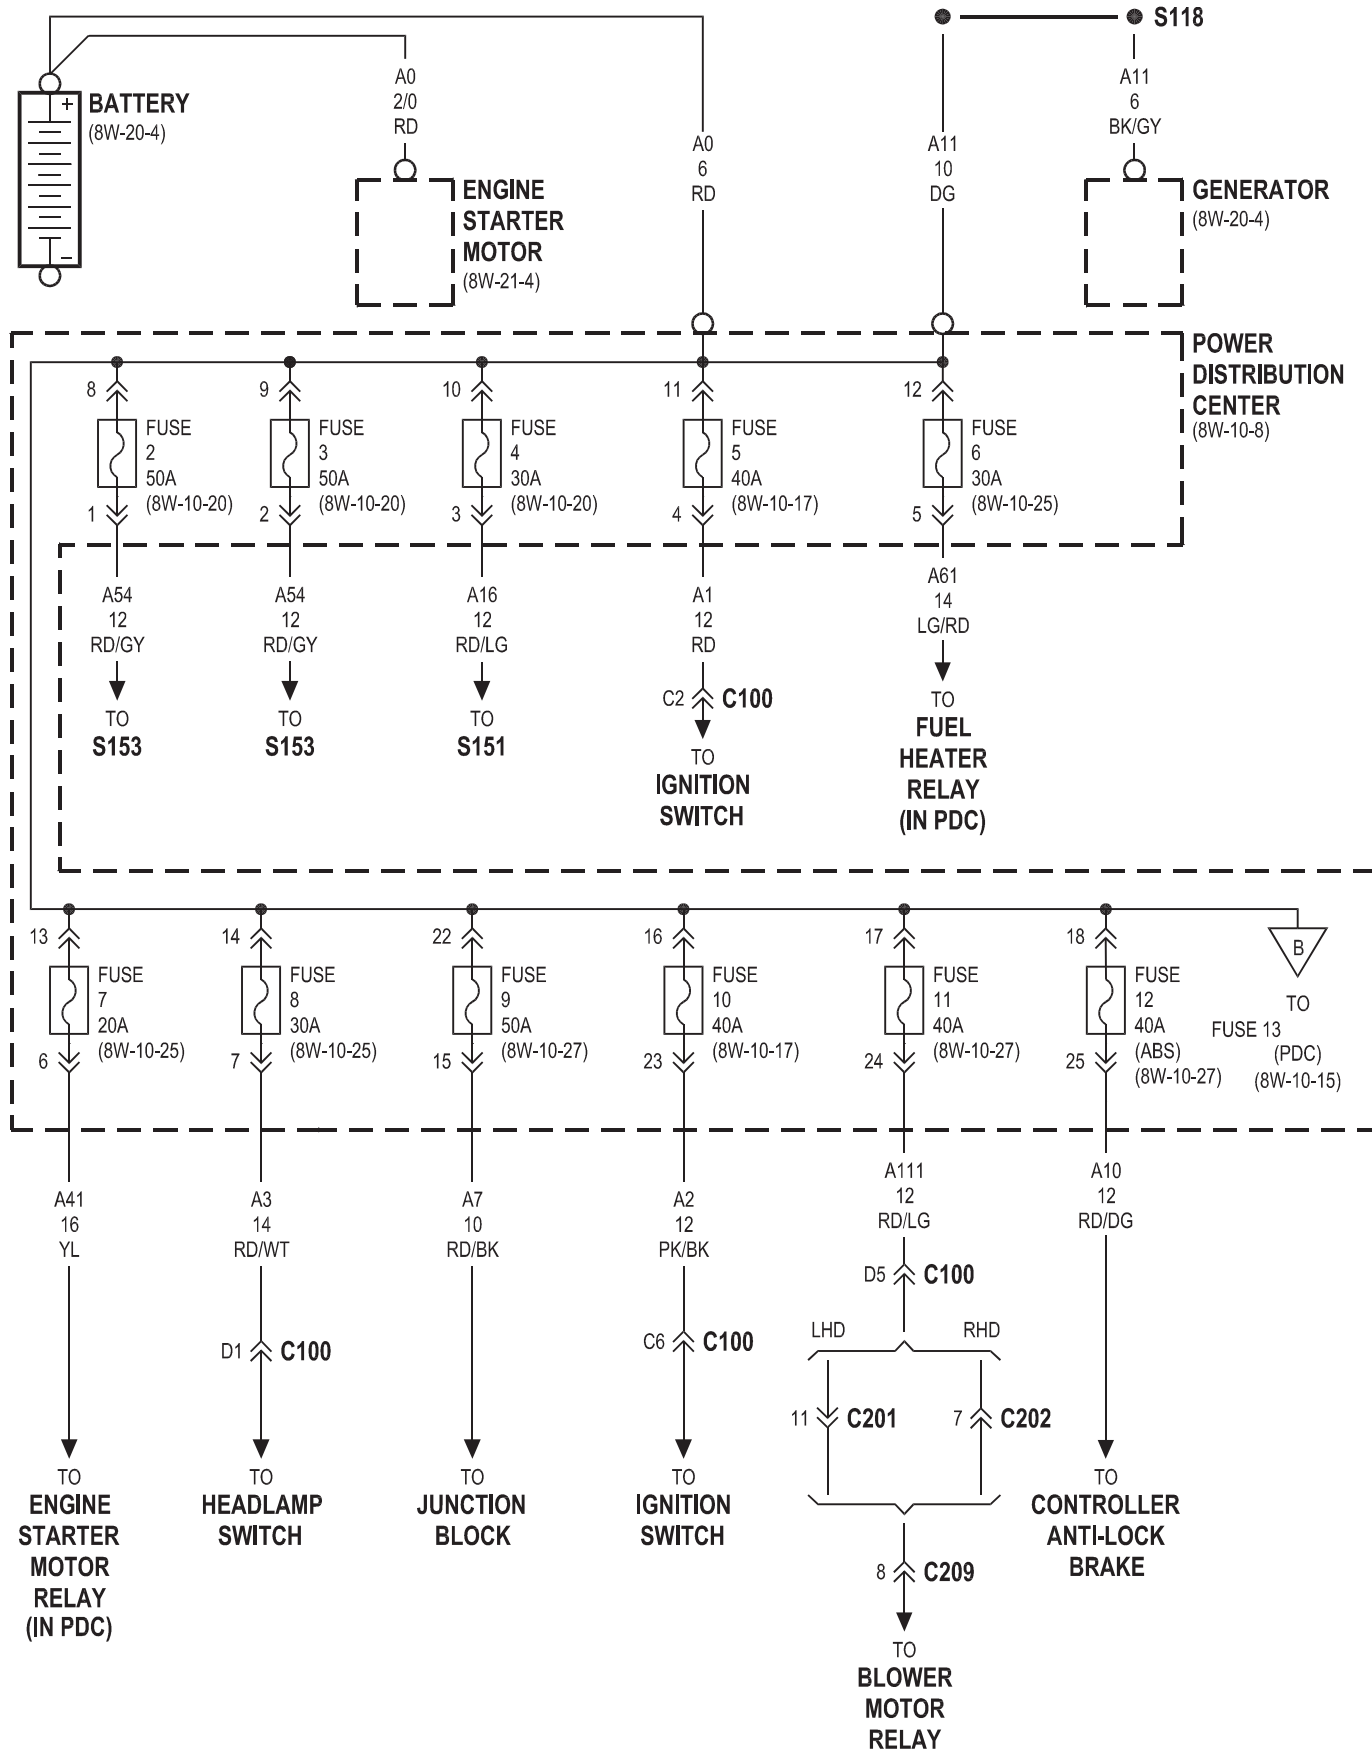 S118
A0
2/0
RD
A11
6
BK/GY
+
BATTERY
(8W-20-4)
–
A0
6
RD
A11
10
DG
ENGINE
STARTER
MOTOR
(8W-21-4)
GENERATOR
(8W-20-4)
POWER
DISTRIBUTION
CENTER
(8W-10-8)
8
FUSE
2
50A
(8W-10-20)
1
9
FUSE
3
50A
(8W-10-20)
2
10
FUSE
4
30A
(8W-10-20)
3
11
FUSE
5
40A
(8W-10-17)
4
12
FUSE
6
30A
(8W-10-25)
5
A54
12
RD/GY
TO
S153
A54
12
RD/GY
TO
S153
A16
12
RD/LG
TO
S151
A1
12
RD
C2
C100
TO
IGNITION
SWITCH
A61
14
LG/RD
TO
FUEL
HEATER
RELAY
(IN PDC)
13
FUSE
7
20A
(8W-10-25)
6
14
FUSE
8
30A
(8W-10-25)
7
22
FUSE
9
50A
(8W-10-27)
15
16
FUSE
10
40A
(8W-10-17)
23
17
FUSE
11
40A
(8W-10-27)
24
18
FUSE
12
40A
(ABS)
(8W-10-27)
25
B
TO
FUSE 13
(PDC)
(8W-10-15)
A41
16
YL
TO
ENGINE
STARTER
MOTOR
RELAY
(IN PDC)
A3
14
RD/WT
D1
C100
TO
HEADLAMP
SWITCH
A7
10
RD/BK
TO
JUNCTION
BLOCK
A2
12
PK/BK
C6
C100
TO
IGNITION
SWITCH
A111
12
RD/LG
D5
C100
LHD
RHD
11
C201
7
C202
8
C209
TO
BLOWER
MOTOR
RELAY
A10
12
RD/DG
TO
CONTROLLER
ANTI-LOCK
BRAKE